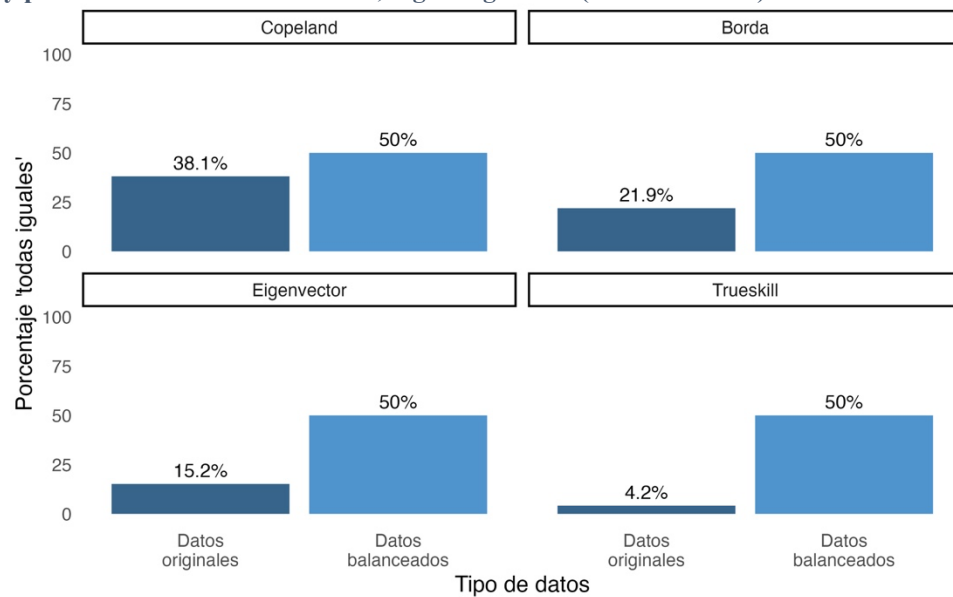 Copeland
Borda
Porcentaje 'todas iguales'
100
75
50
25
0
38.1%
50%
21.9%
50%
Eigenvector
Trueskill
100
75
50
25
0
15.2%
50%
4.2%
50%
Datos originales
Datos balanceados
Datos originales
Datos balanceados
Tipo de datos